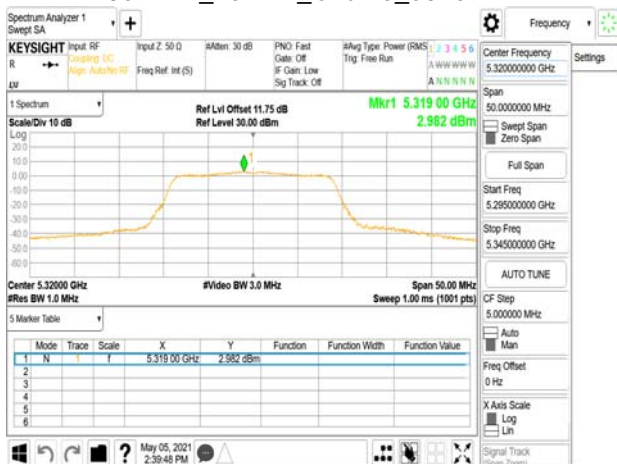 Spectrum Analyzer 1
Swept SA
Frequency
KEYSIGHT
Input: RF
Coupling: DC
Align: Auto/No RF
Input Z: 50 Ω
Freq Ref: Int (S)
#Atten: 30 dB
PNO: Fast
Gate: Off
IF Gain: Low
Sig Track: Off
#Avg Type: Power (RMS
Trig: Free Run
1 2 3 4 5 6
A W W W W W
A N N N N N
R
1 Spectrum
Scale/Div 10 dB
Log
Ref Lvl Offset 11.75 dB
Ref Level 30.00 dBm
Mkr1 5.319 00 GHz
2.982 dBm
20.0
10.0
0.00
-10.0
-20.0
-30.0
-40.0
-50.0
-60.0
1
Center 5.32000 GHz
#Res BW 1.0 MHz
#Video BW 3.0 MHz
Span 50.00 MHz
Sweep 1.00 ms (1001 pts)
5 Marker Table
Mode Trace Scale X Y Function Function Width Function Value
1 N 1 f 5.319 00 GHz 2.982 dBm
2
3
4
5
6
May 05, 2021
2:39:48 PM
Center Frequency
5.320000000 GHz
Span
50.0000000 MHz
Swept Span
Zero Span
Full Span
Start Freq
5.295000000 GHz
Stop Freq
5.345000000 GHz
AUTO TUNE
CF Step
5.000000 MHz
Auto
Man
Freq Offset
0 Hz
X Axis Scale
Log
Lin
Signal Track
(Span Zoom)
Settings